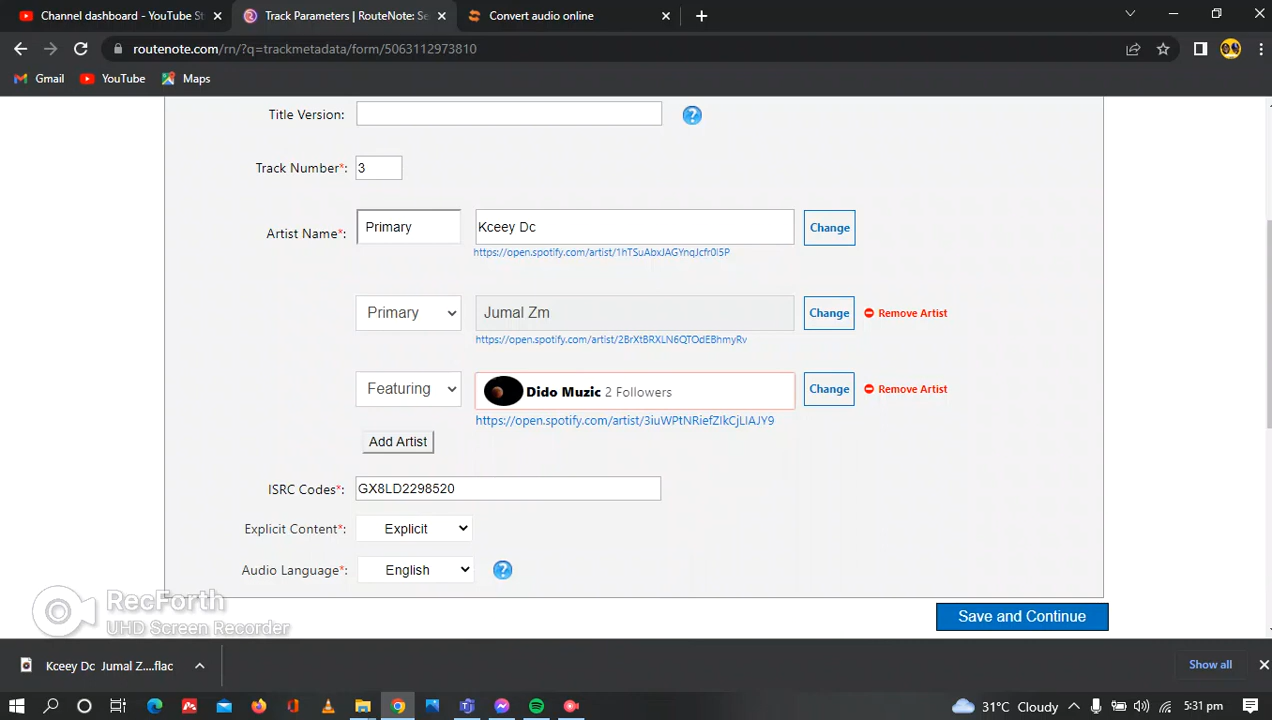 Channel dashboard - YouTube St
Track Parameters | RouteNote: Se
Convert audio online
routenote.com/rn/?q=trackmetadata/form/5063112973810
Gmail YouTube Maps
Title Version:
Track Number*: 3
Artist Name*: Primary Kceey Dc Change
https://open.spotify.com/artist/1hTSuAbxJAGYnqJcfr0i5P
Primary Jumal Zm Change Remove Artist
https://open.spotify.com/artist/2BrXtBRXLN6QTOdEBhmyRv
Featuring Dido Muzic 2 Followers Change Remove Artist
https://open.spotify.com/artist/3iuWPtNRiefZIkCjLIAJY9
Add Artist
ISRC Codes*: GX8LD2298520
Explicit Content*: Explicit
Audio Language*: English
RecForth
UHD Screen Recorder
Save and Continue
Kceey Dc Jumal Z....flac
Show all
31°C Cloudy 5:31 pm